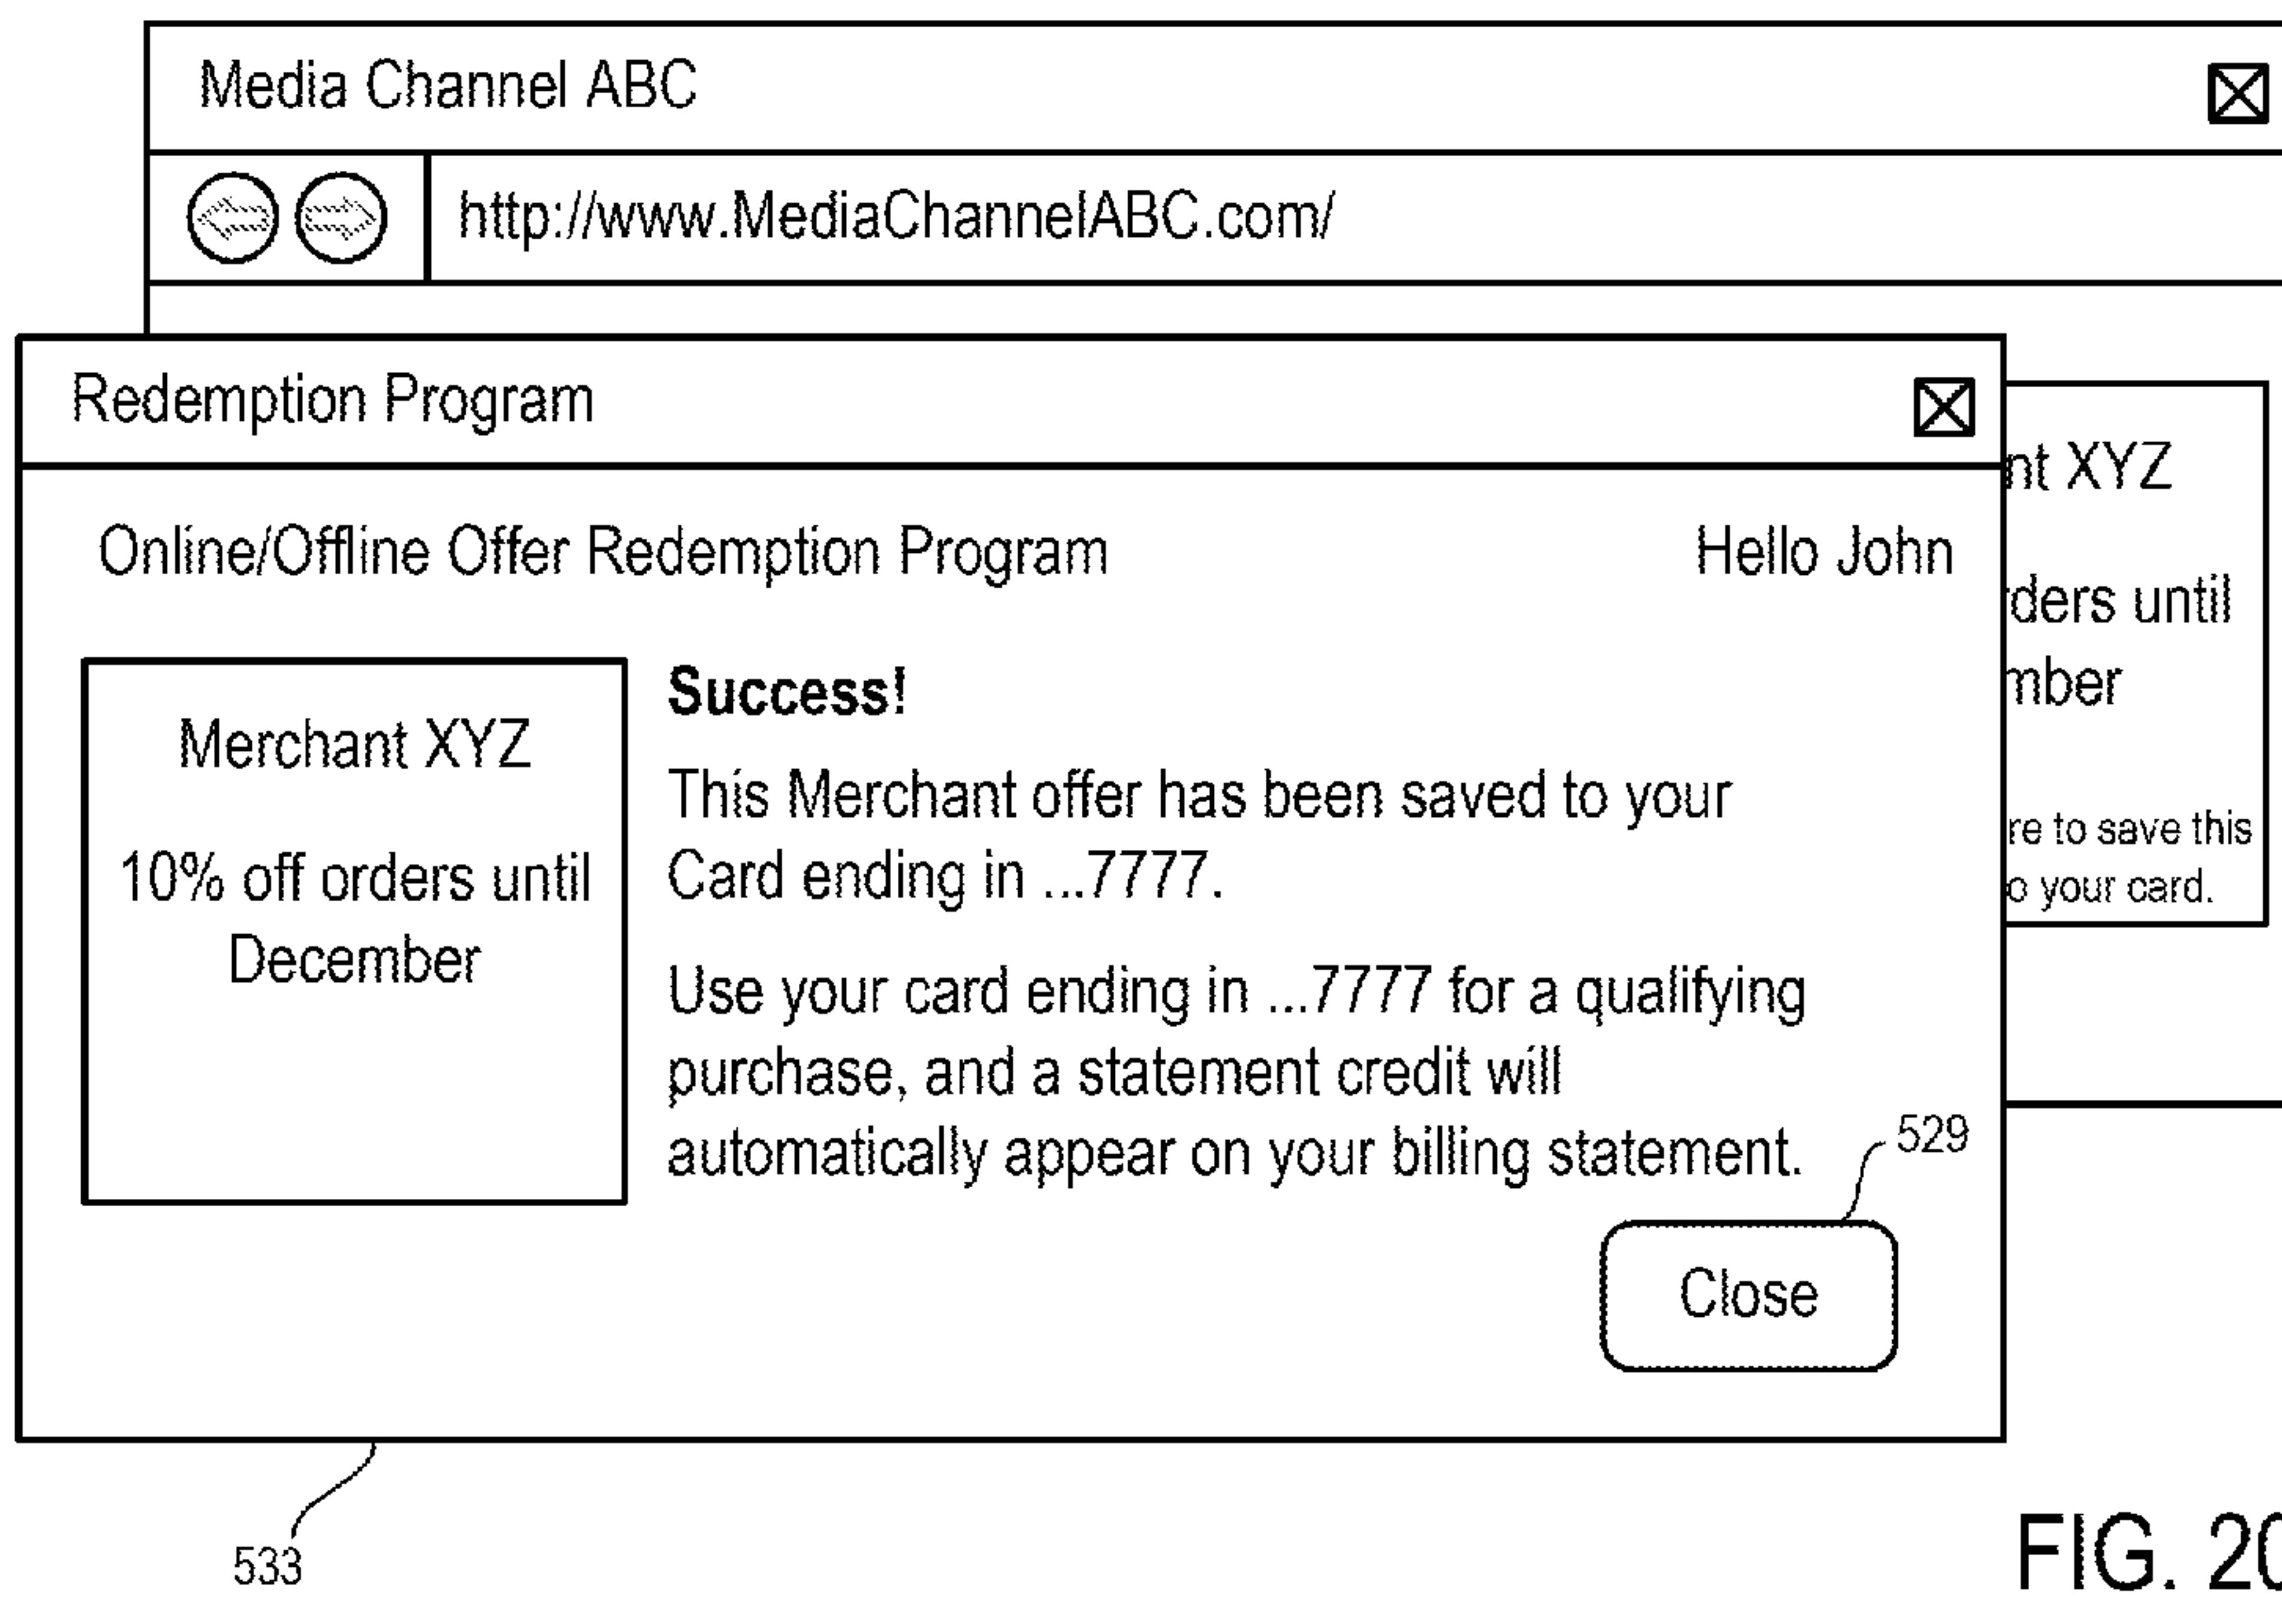 Media Channel ABC
http://www.MediaChannelABC.com/
Redemption Program
Online/Offline Offer Redemption Program
Hello John
Merchant XYZ
10% off orders until
December
Success!
This Merchant offer has been saved to your
Card ending in ...7777.
Use your card ending in ...7777 for a qualifying
purchase, and a statement credit will
automatically appear on your billing statement.
529
Close
nt XYZ
ders until
mber
re to save this
o your card.
533
FIG. 20